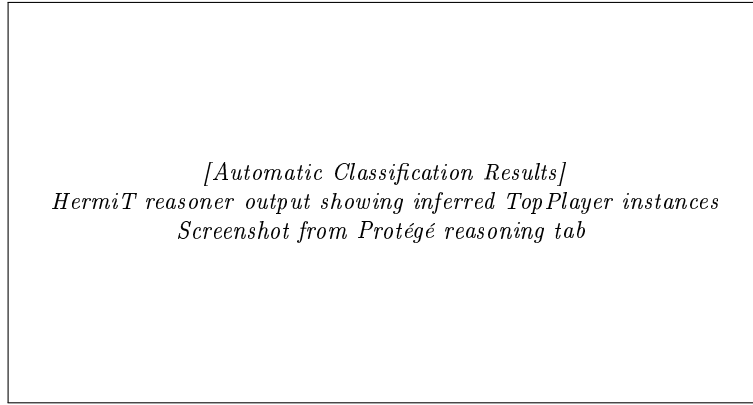 [Automatic Classification Results]
HermiT reasoner output showing inferred TopPlayer instances
Screenshot from Protégé reasoning tab